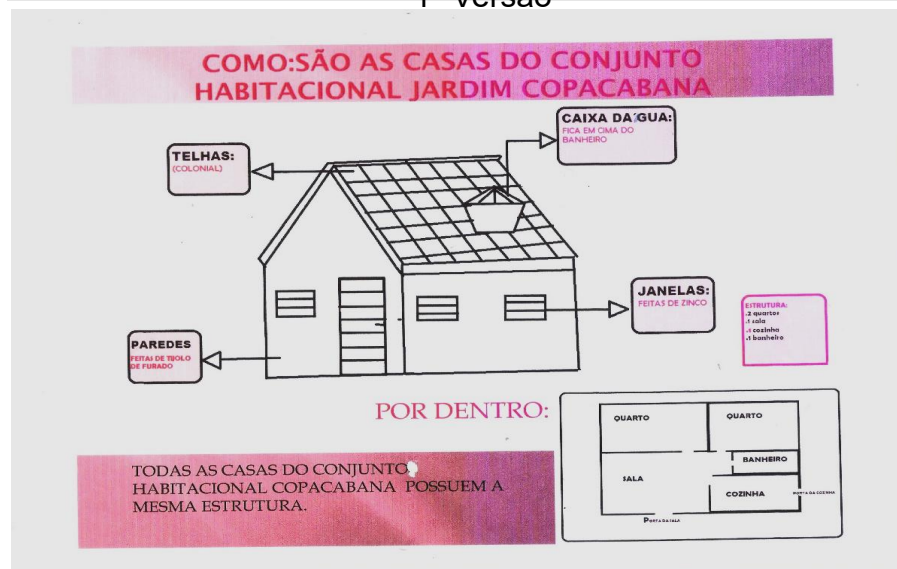 1ª Versão
COMO:SÃO AS CASAS DO CONJUNTO
HABITACIONAL JARDIM COPACABANA
CAIXA DA´GUA:
FICA EM CIMA DO
BANHEIRO
TELHAS:
(COLONIAL)
JANELAS:
FEITAS DE ZINCO
ESTRUTURA:
.2 quartos
.1 sala
.1 cozinha
.1 banheiro
PAREDES
FEITAS DE TIJOLO
DE FURADO
POR DENTRO:
QUARTO
QUARTO
BANHEIRO
SALA
COZINHA
PORTA DA COZINHA
PORTA DA SALA
TODAS AS CASAS DO CONJUNTO
HABITACIONAL COPACABANA POSSUEM A
MESMA ESTRUTURA.